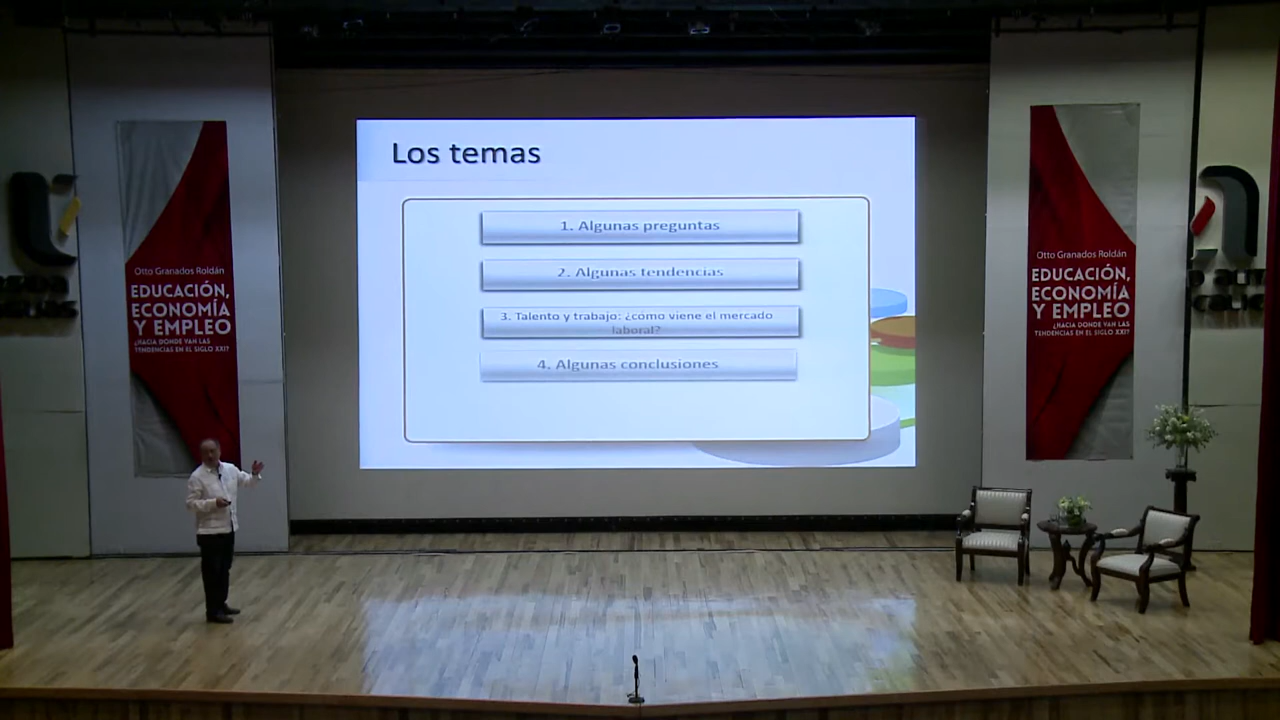 Los temas
1. Algunas preguntas
2. Algunas tendencias
3. Talento y trabajo: ¿cómo viene el mercado
laboral?
4. Algunas conclusiones
Otto Granados Roldán
EDUCACIÓN,
ECONOMÍA
Y EMPLEO
¿HACIA DONDE VAN LAS
TENDENCIAS EN EL SIGLO XXI?
Otto Granados Roldán
EDUCACIÓN,
ECONOMÍA
Y EMPLEO
¿HACIA DONDE VAN LAS
TENDENCIAS EN EL SIGLO XXI?